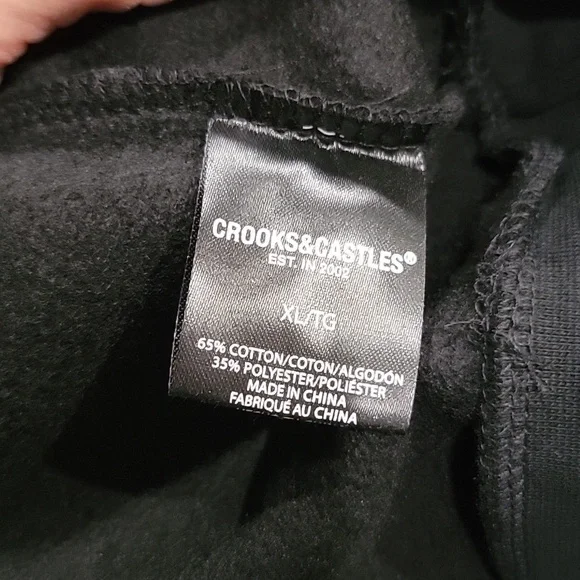 CROOKS&CASTLES®
EST. IN 2002
XL/TG
65% COTTON/COTON/ALGODÓN
35% POLYESTER/POLIÉSTER
MADE IN CHINA
FABRIQUÉ AU CHINA